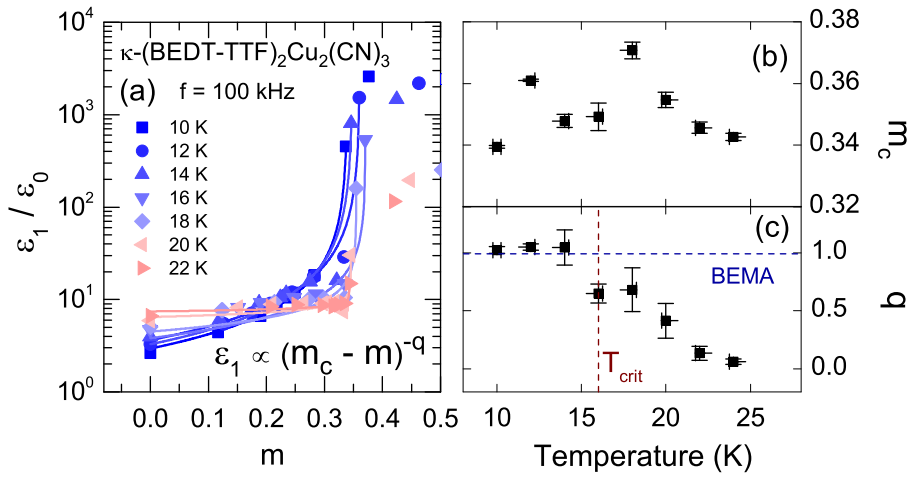 10⁴
10³
10²
10¹
10⁰
ε₁ / ε₀
κ-(BEDT-TTF)₂Cu₂(CN)₃
(a) f = 100 kHz
10 K
12 K
14 K
16 K
18 K
20 K
22 K
ε₁ ∝ (m_c - m)^-q
0.0 0.1 0.2 0.3 0.4 0.5
m
(b)
0.38
0.36
0.34
0.32
m_c
(c)
1.0
0.5
0.0
q
BEMA
T_crit
10 15 20 25
Temperature (K)